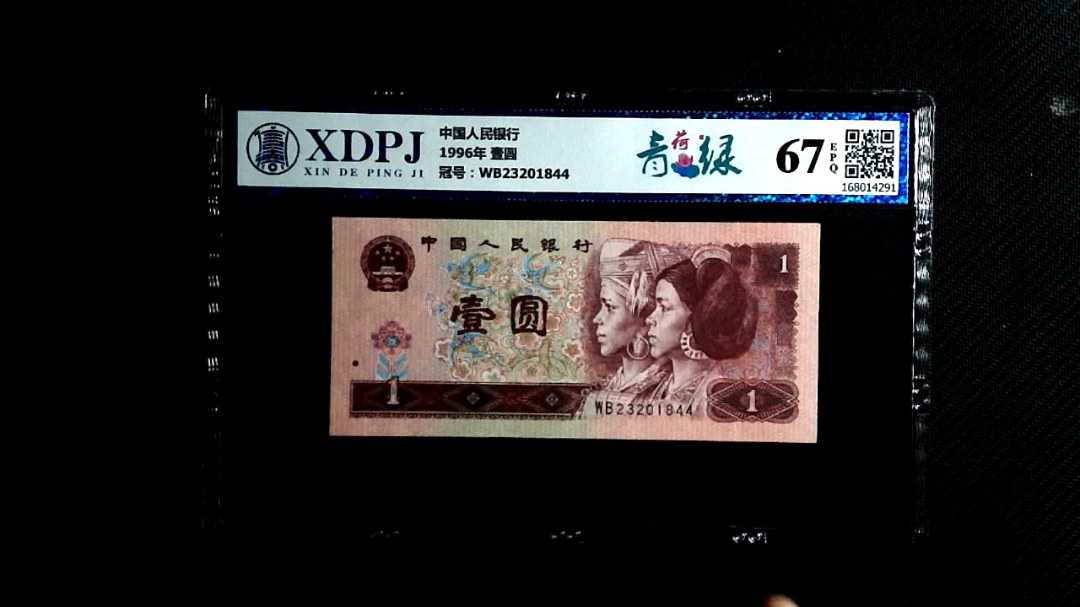 XDPJ
XIN DE PING JI
中国人民银行
1996年 壹圆
冠号：WB23201844
青荷绿
67
EPQ
168014291
中国人民银行
壹圆
1
1
WB23201844
1